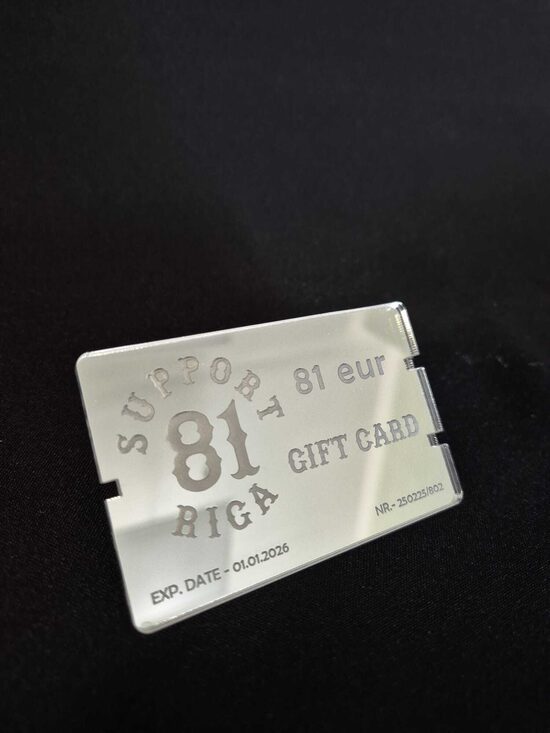 SUPPORT
81
RIGA
81 eur
GIFT CARD
NR.- 250225/802
EXP. DATE - 01.01.2026